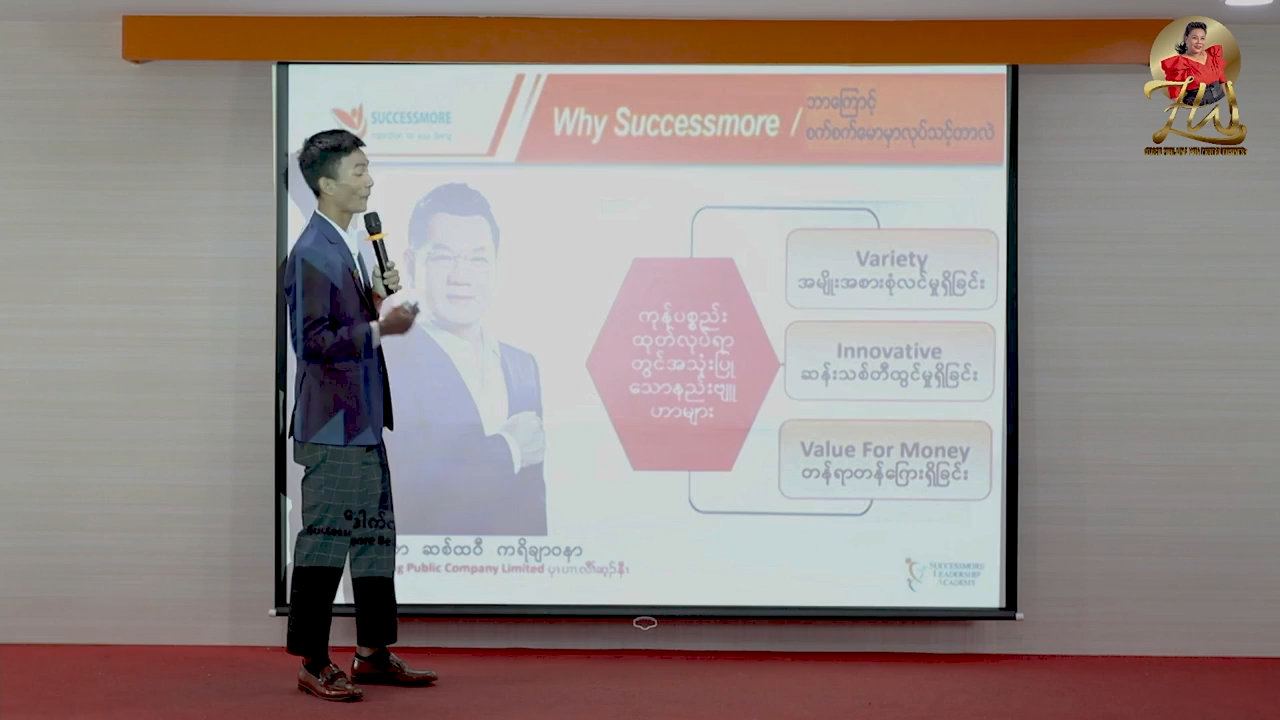 SUCCESSMORE
Why Successmore /
ဘာကြောင့်
စက်စက်မောမှာလုပ်သင့်တာလဲ
ကုန်ပစ္စည်း
ထုတ်လုပ်ရာ
တွင်အသုံးပြု
သောနည်းဗျူ
ဟာများ
Variety
အမျိုးအစားစုံလင်မှုရှိခြင်း
Innovative
ဆန်းသစ်တီထွင်မှုရှိခြင်း
Value For Money
တန်ရာတန်ကြေးရှိခြင်း
ဒေါက်
ဆစ်ထဝီ ကရိချာဝနာ
Public Company Limited
SUCCESSMORE
LEADERSHIP
ACADEMY